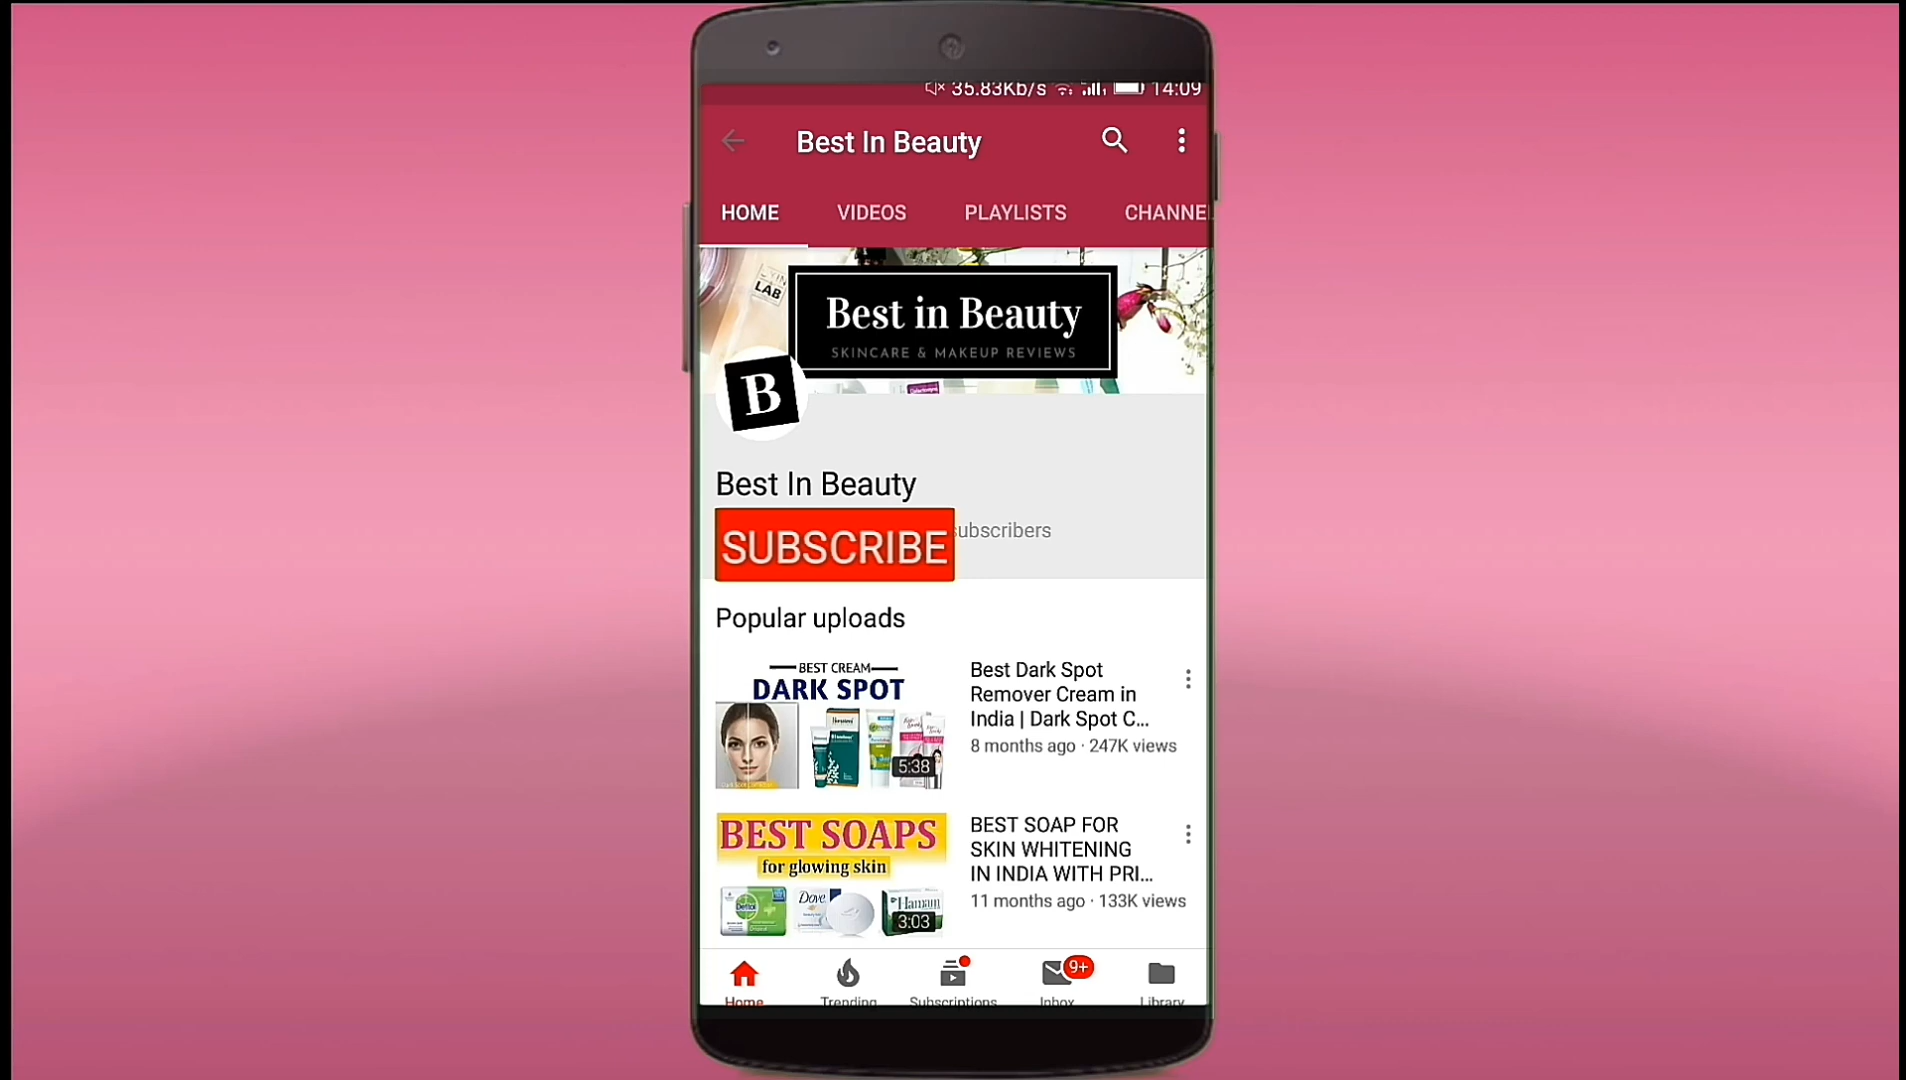 35.83Kb/s 14:09
Best In Beauty
HOME VIDEOS PLAYLISTS CHANNE
LAB
Best in Beauty
SKINCARE & MAKEUP REVIEWS
B
Best In Beauty
SUBSCRIBE subscribers
Popular uploads
BEST CREAM
DARK SPOT
5:38
Best Dark Spot
Remover Cream in
India | Dark Spot C...
8 months ago · 247K views
BEST SOAPS
for glowing skin
Dettol
Dove
Hamam
3:03
BEST SOAP FOR
SKIN WHITENING
IN INDIA WITH PRI...
11 months ago · 133K views
9+
Home Trending Subscriptions Inbox Library